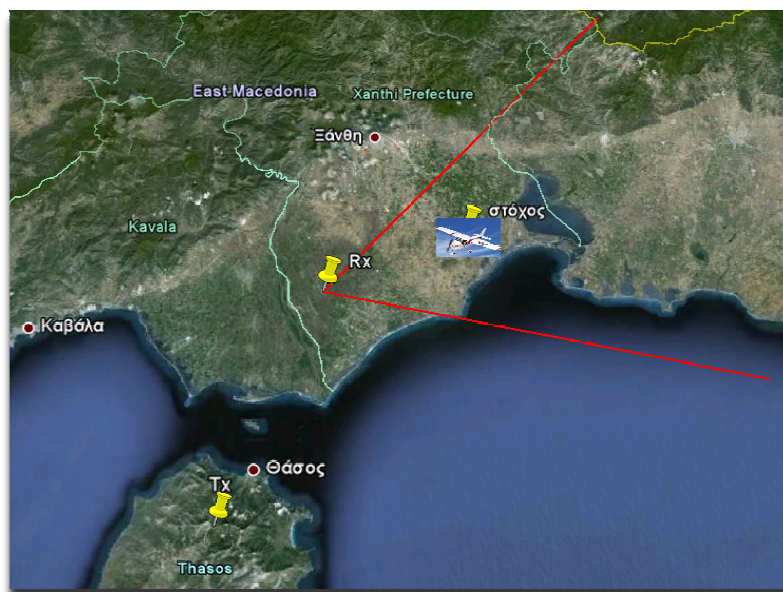 East Macedonia
Xanthi Prefecture
Ξάνθη
στόχος
Kavala
Rx
Καβάλα
Θάσος
Tx
Thasos